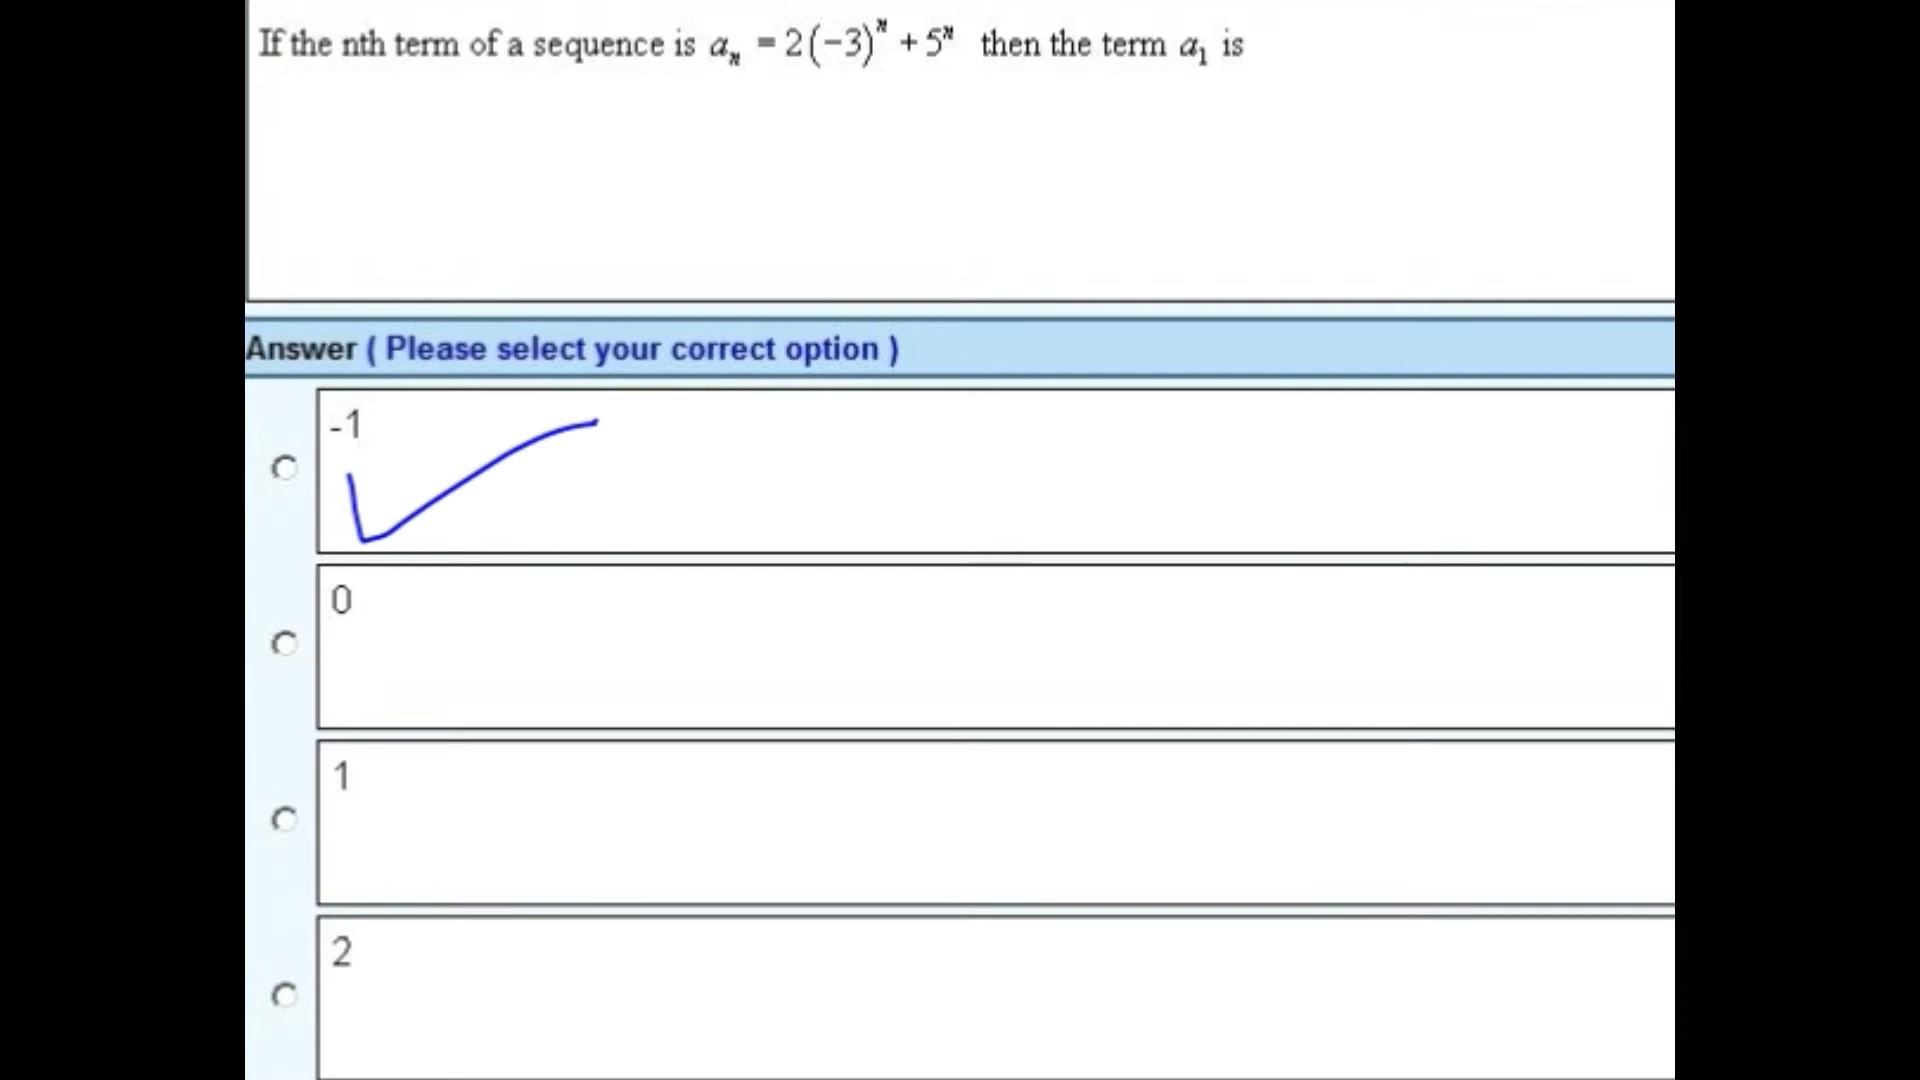 If the nth term of a sequence is aₙ = 2(−3)ⁿ + 5ⁿ then the term a₁ is
Answer ( Please select your correct option )
-1
0
1
2